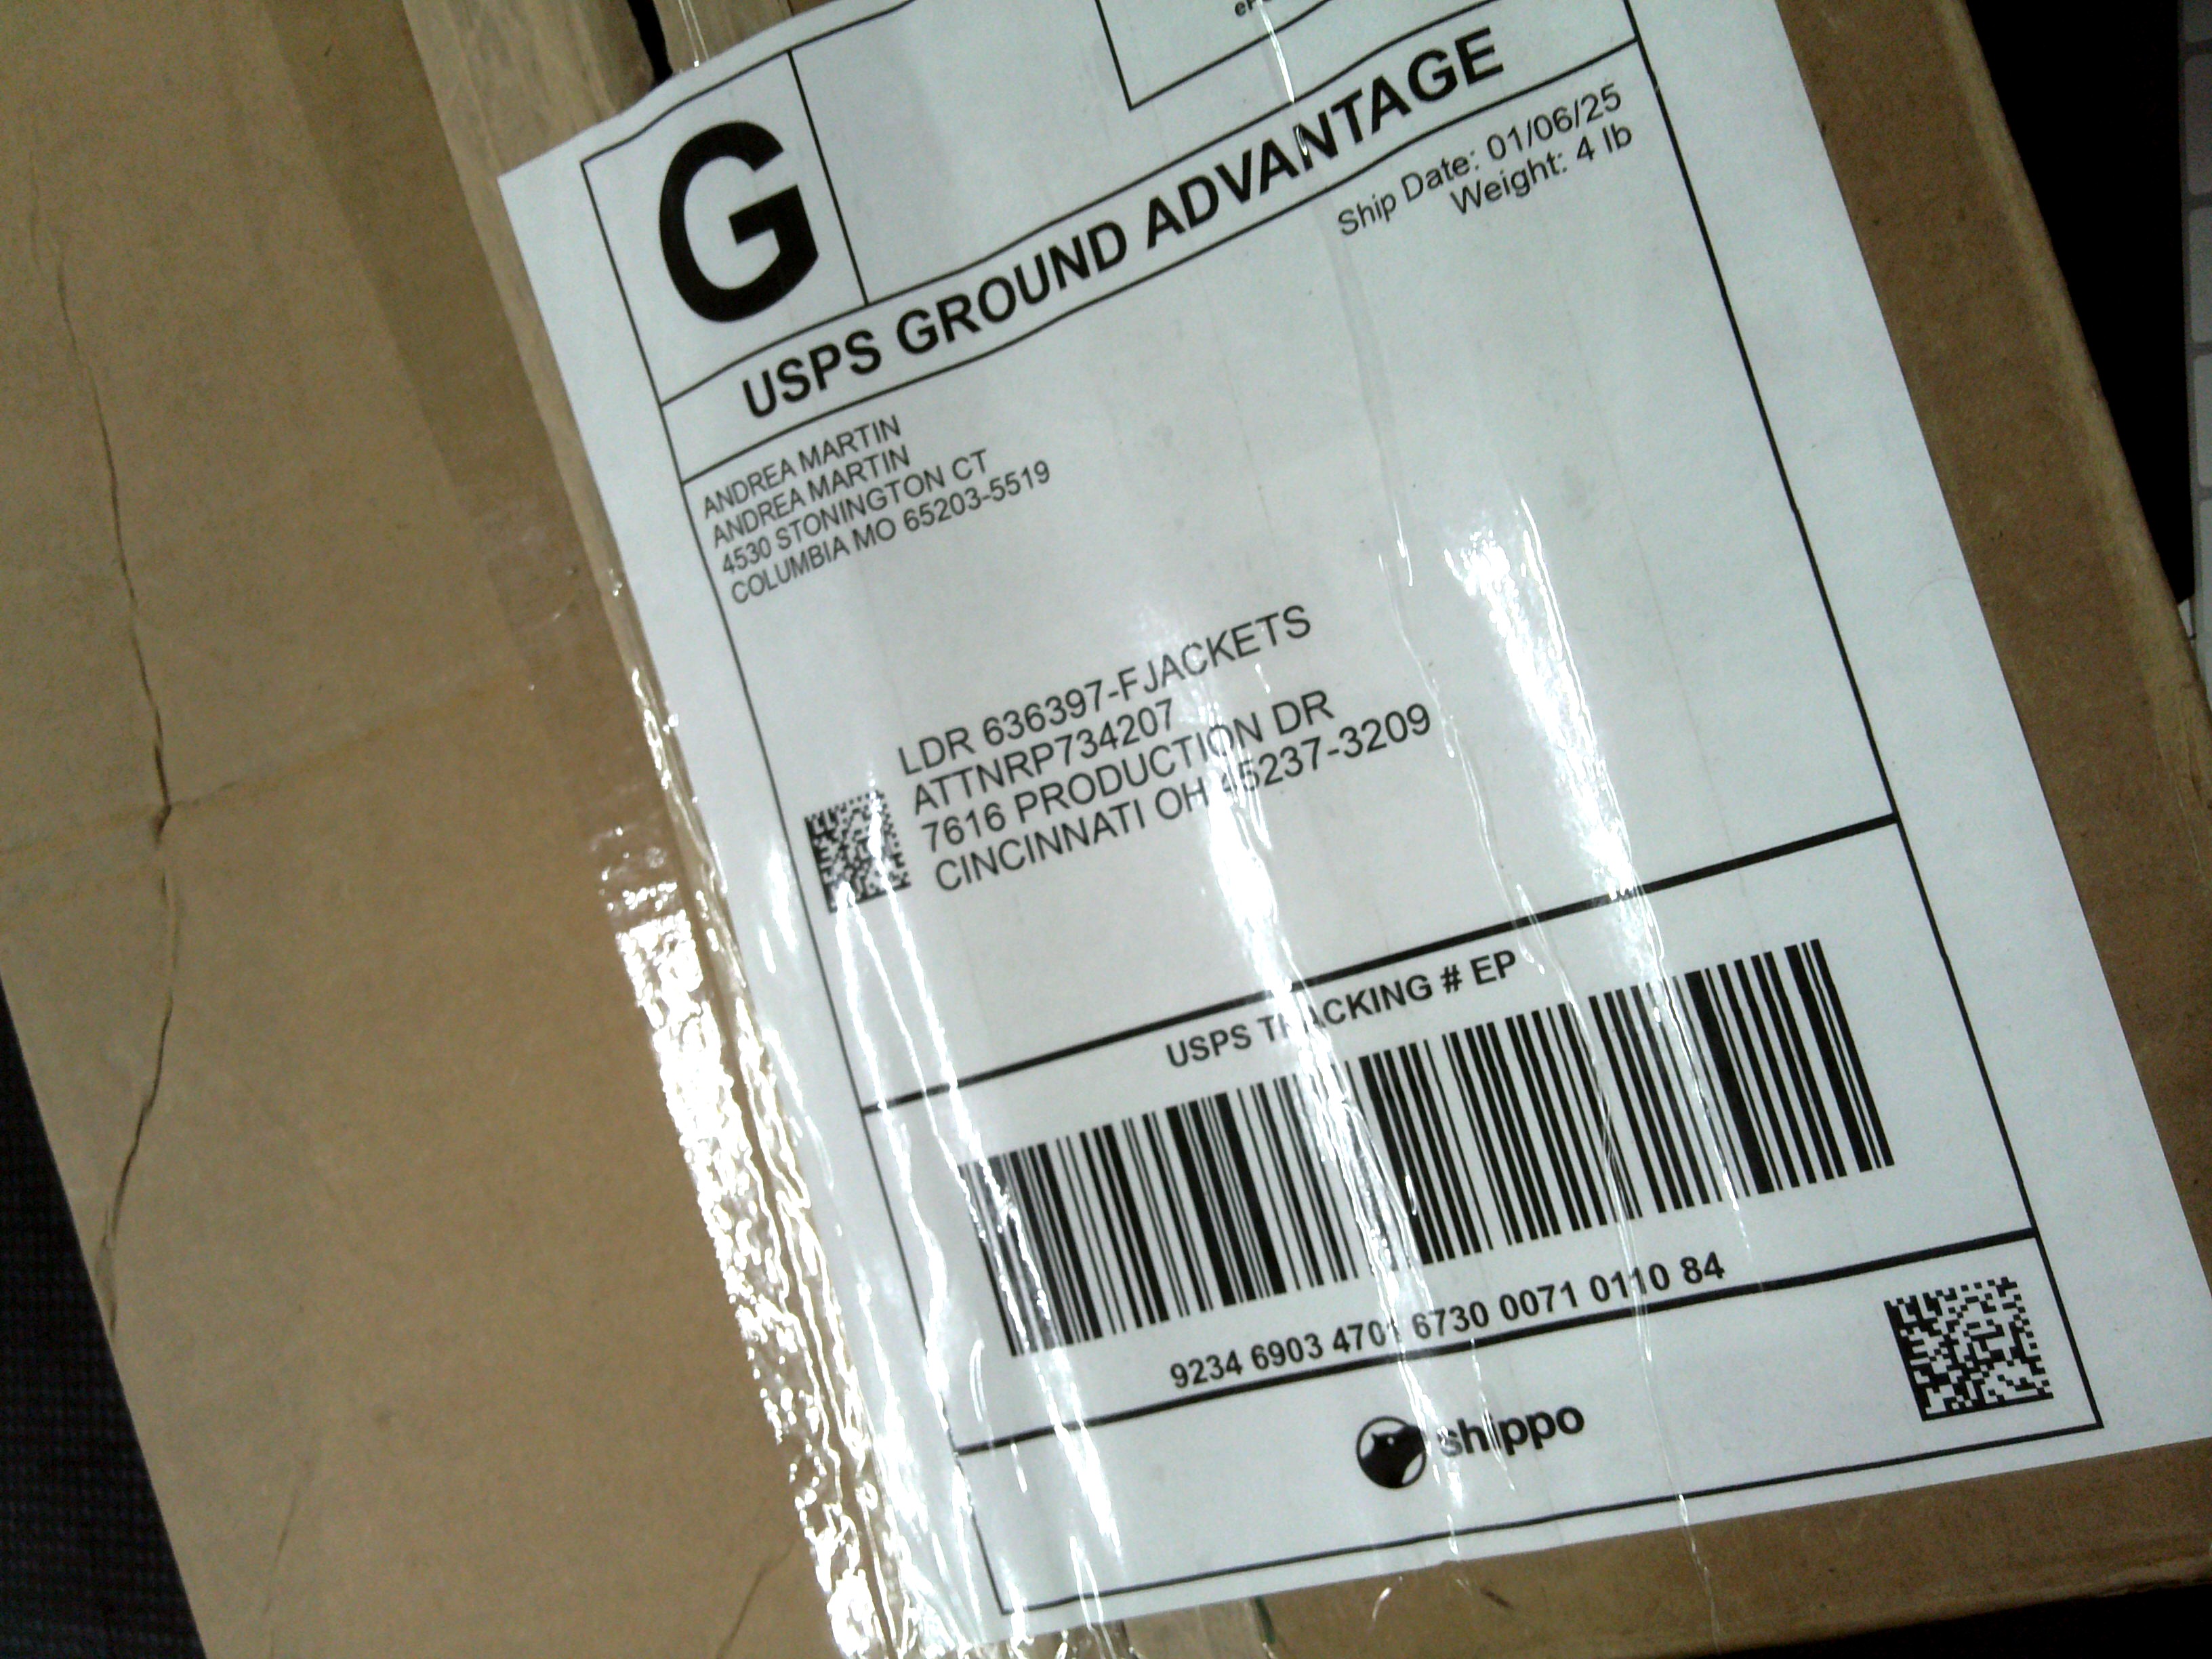 G
USPS GROUND ADVANTAGE
Ship Date: 01/06/25
Weight: 4 lb
ANDREA MARTIN
ANDREA MARTIN
4530 STONINGTON CT
COLUMBIA MO 65203-5519
LDR 636397-FJACKETS
ATTNRP734207
7616 PRODUCTION DR
CINCINNATI OH 45237-3209
USPS TRACKING # EP
9234 6903 4701 6730 0071 0110 84
shippo